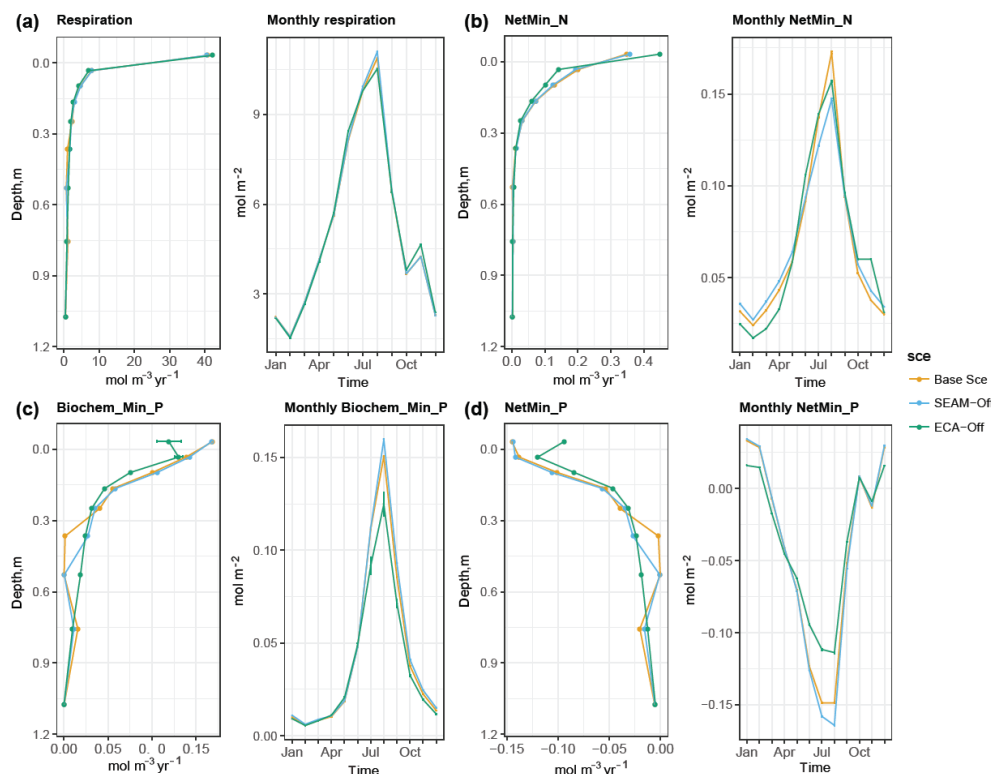 (a) Respiration Monthly respiration (b) NetMin_N Monthly NetMin_N
0.0
0.3
0.6
0.9
1.2
Depth,m
0 10 20 30 40
mol m⁻³ yr⁻¹
9
6
3
mol m⁻²
Jan Apr Jul Oct
Time
0.0
0.3
0.6
0.9
1.2
Depth,m
0.0 0.1 0.2 0.3 0.4
mol m⁻³ yr⁻¹
0.15
0.10
0.05
mol m⁻²
Jan Apr Jul Oct
Time
sce
Base Sce
SEAM-Off
ECA-Off
(c) Biochem_Min_P Monthly Biochem_Min_P (d) NetMin_P Monthly NetMin_P
0.0
0.3
0.6
0.9
1.2
Depth,m
0.00 0.05 0. 0 0.15
mol m⁻³ yr⁻¹
0.15
0.10
0.05
0.00
mol m⁻²
Jan Apr Jul Oct
Time
0.0
0.3
0.6
0.9
1.2
Depth,m
−0.15 −0.10 −0.05 0.00
mol m⁻³ yr⁻¹
0.00
−0.05
−0.10
−0.15
mol m⁻²
Jan Apr Jul Oct
Time